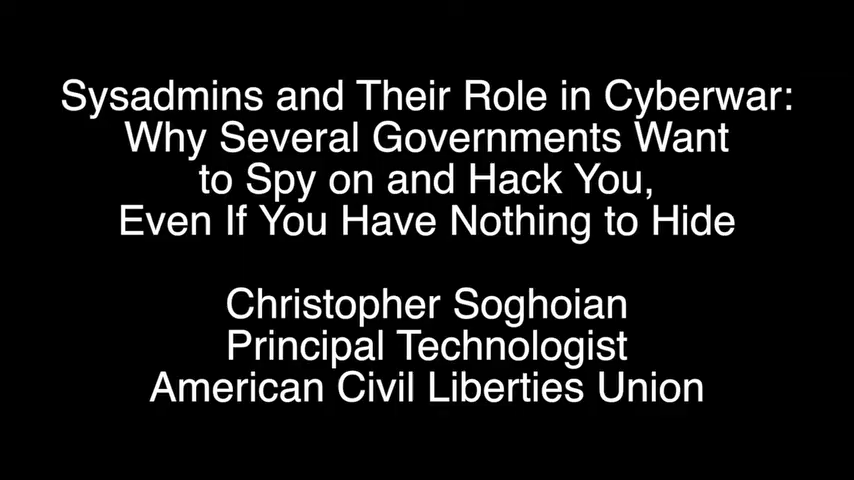 Sysadmins and Their Role in Cyberwar:
Why Several Governments Want
to Spy on and Hack You,
Even If You Have Nothing to Hide
Christopher Soghoian
Principal Technologist
American Civil Liberties Union